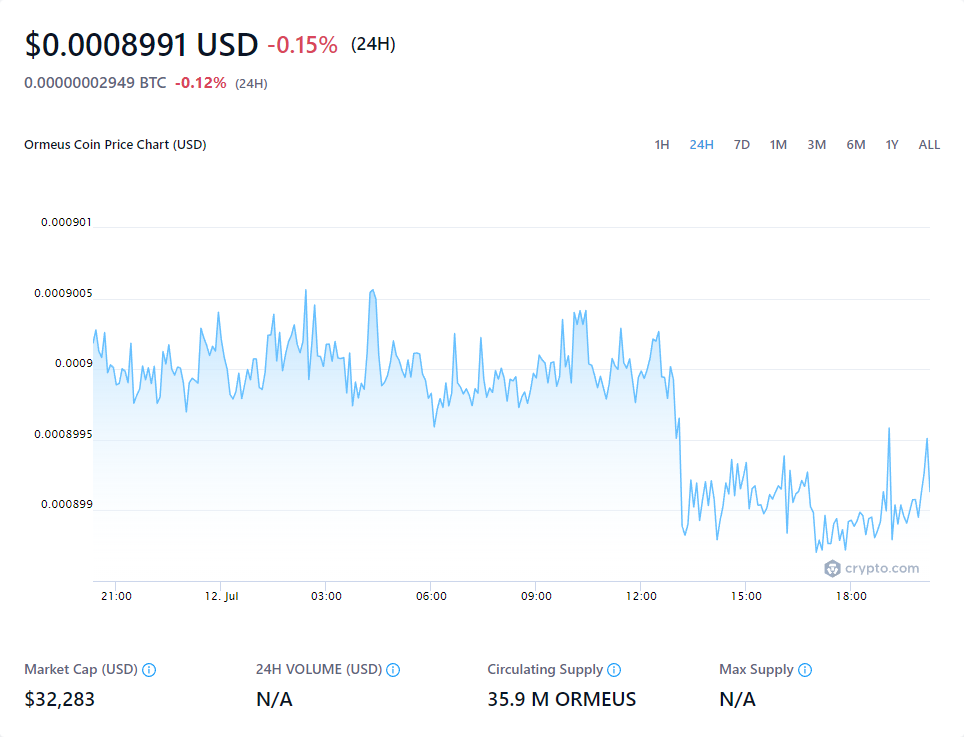 $0.0008991 USD -0.15% (24H)
0.00000002949 BTC -0.12% (24H)
Ormeus Coin Price Chart (USD) 1H 24H 7D 1M 3M 6M 1Y ALL
0.000901
0.0009005
0.0009
0.0008995
0.000899
crypto.com
21:00 12. Jul 03:00 06:00 09:00 12:00 15:00 18:00
Market Cap (USD) 24H VOLUME (USD) Circulating Supply Max Supply
$32,283 N/A 35.9 M ORMEUS N/A